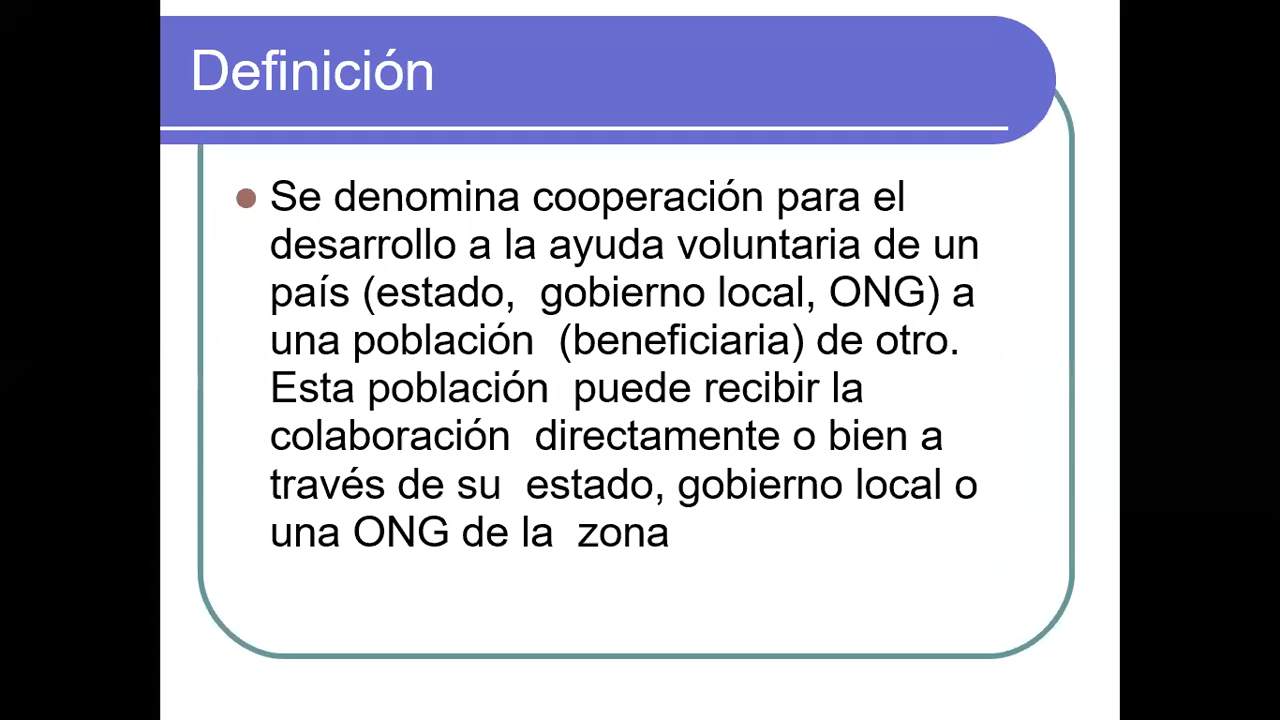 Definición
Se denomina cooperación para el
desarrollo a la ayuda voluntaria de un
país (estado,  gobierno local, ONG) a
una población  (beneficiaria) de otro.
Esta población  puede recibir la
colaboración  directamente o bien a
través de su  estado, gobierno local o
una ONG de la  zona